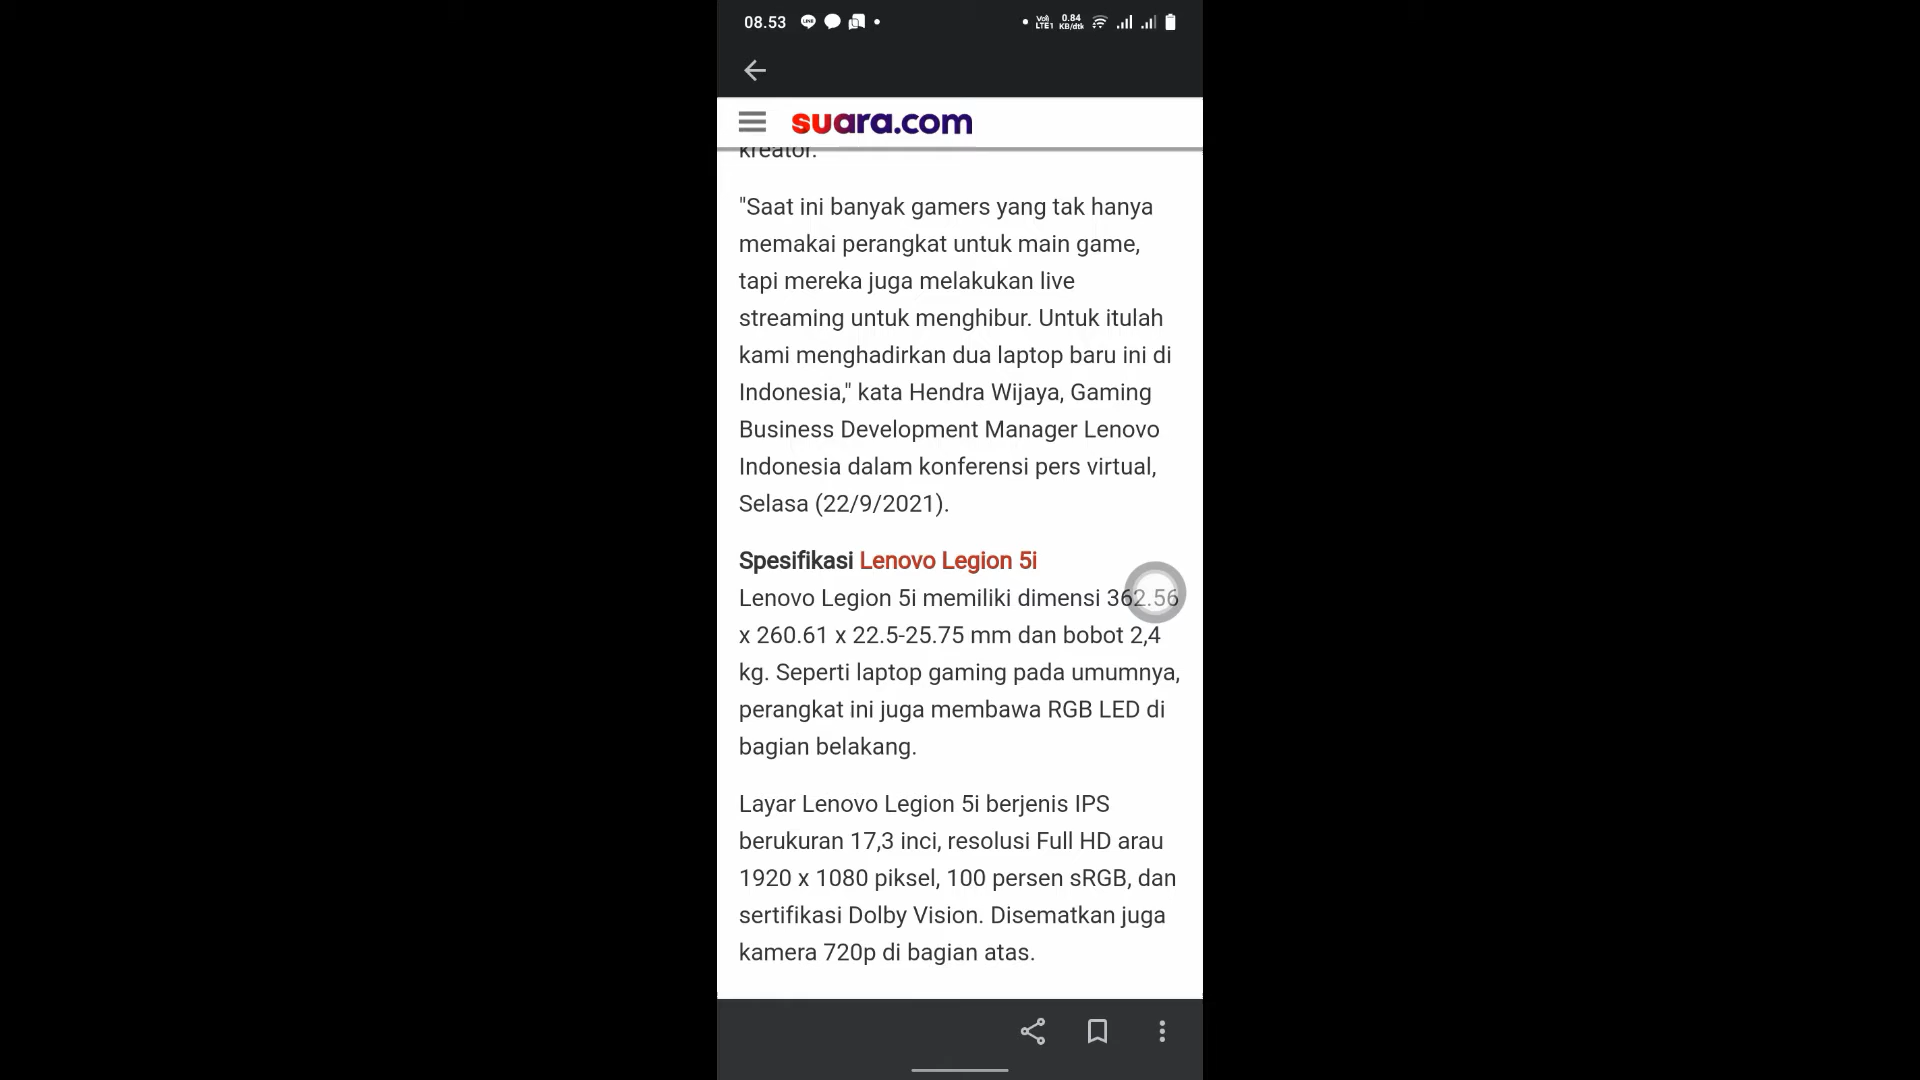 08.53
Vo)) LTE1 0.84 KB/dtk
suara.com
kreator.
"Saat ini banyak gamers yang tak hanya
memakai perangkat untuk main game,
tapi mereka juga melakukan live
streaming untuk menghibur. Untuk itulah
kami menghadirkan dua laptop baru ini di
Indonesia," kata Hendra Wijaya, Gaming
Business Development Manager Lenovo
Indonesia dalam konferensi pers virtual,
Selasa (22/9/2021).
Spesifikasi Lenovo Legion 5i
Lenovo Legion 5i memiliki dimensi 362.56
x 260.61 x 22.5-25.75 mm dan bobot 2,4
kg. Seperti laptop gaming pada umumnya,
perangkat ini juga membawa RGB LED di
bagian belakang.
Layar Lenovo Legion 5i berjenis IPS
berukuran 17,3 inci, resolusi Full HD arau
1920 x 1080 piksel, 100 persen sRGB, dan
sertifikasi Dolby Vision. Disematkan juga
kamera 720p di bagian atas.